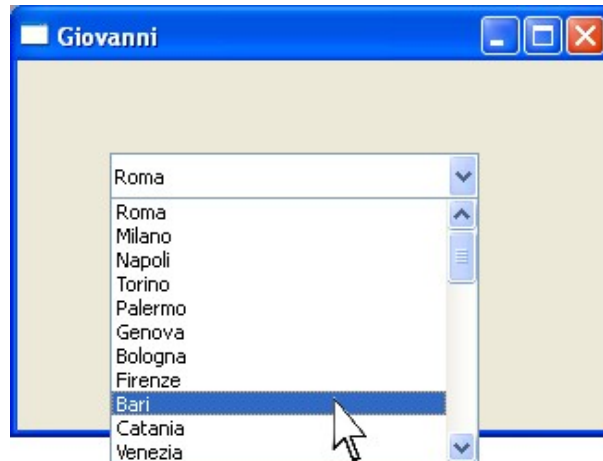 Giovanni
Roma
Roma
Milano
Napoli
Torino
Palermo
Genova
Bologna
Firenze
Bari
Catania
Venezia